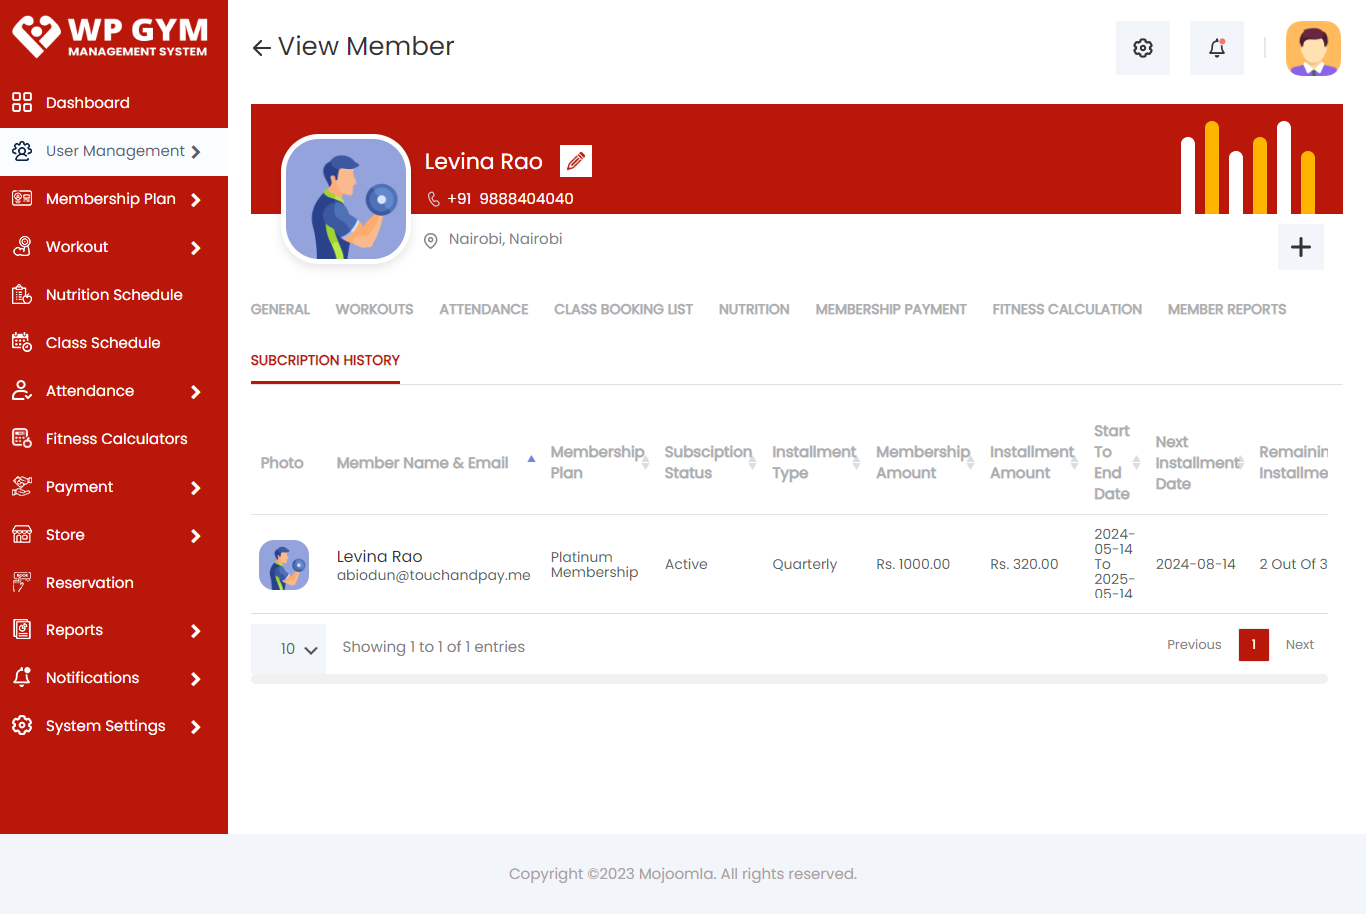 WP GYM
MANAGEMENT SYSTEM
View Member
Dashboard
User Management
Membership Plan
Workout
Nutrition Schedule
Class Schedule
Attendance
Fitness Calculators
Payment
Store
Reservation
Reports
Notifications
System Settings
Levina Rao
+91 9888404040
Nairobi, Nairobi
GENERAL WORKOUTS ATTENDANCE CLASS BOOKING LIST NUTRITION MEMBERSHIP PAYMENT FITNESS CALCULATION MEMBER REPORTS
SUBCRIPTION HISTORY
Photo
Member Name & Email
Membership
Plan
Subsciption
Status
Installment
Type
Membership
Amount
Installment
Amount
Start
To
End
Date
Next
Installment
Date
Remainin
Installme
Levina Rao
abiodun@touchandpay.me
Platinum
Membership
Active
Quarterly
Rs. 1000.00
Rs. 320.00
2024-
05-14
To
2025-
05-14
2024-08-14
2 Out Of 3
10
Showing 1 to 1 of 1 entries
Previous 1 Next
Copyright ©2023 Mojoomla. All rights reserved.